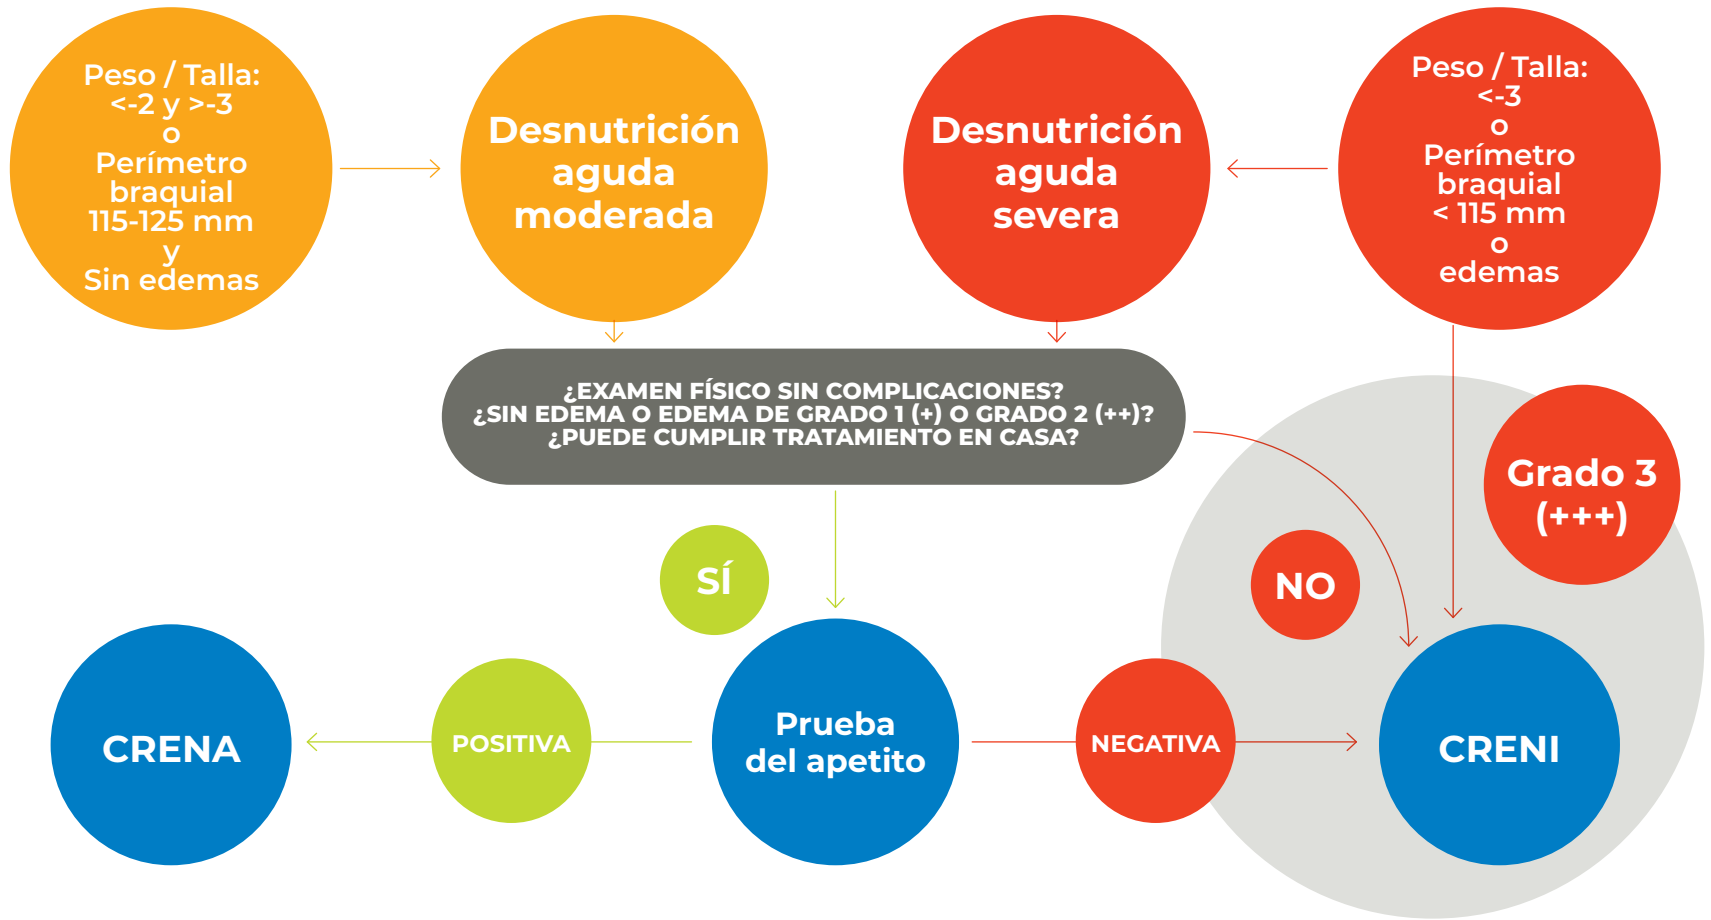 Peso / Talla:
<-2 y >-3
o
Perímetro
braquial
115-125 mm
y
Sin edemas
Desnutrición
aguda
moderada
Desnutrición
aguda
severa
Peso / Talla:
<-3
o
Perímetro
braquial
< 115 mm
o
edemas
¿EXAMEN FÍSICO SIN COMPLICACIONES?
¿SIN EDEMA O EDEMA DE GRADO 1 (+) O GRADO 2 (++)?
¿PUEDE CUMPLIR TRATAMIENTO EN CASA?
Grado 3
(+++)
SÍ
NO
CRENA
POSITIVA
Prueba
del apetito
NEGATIVA
CRENI